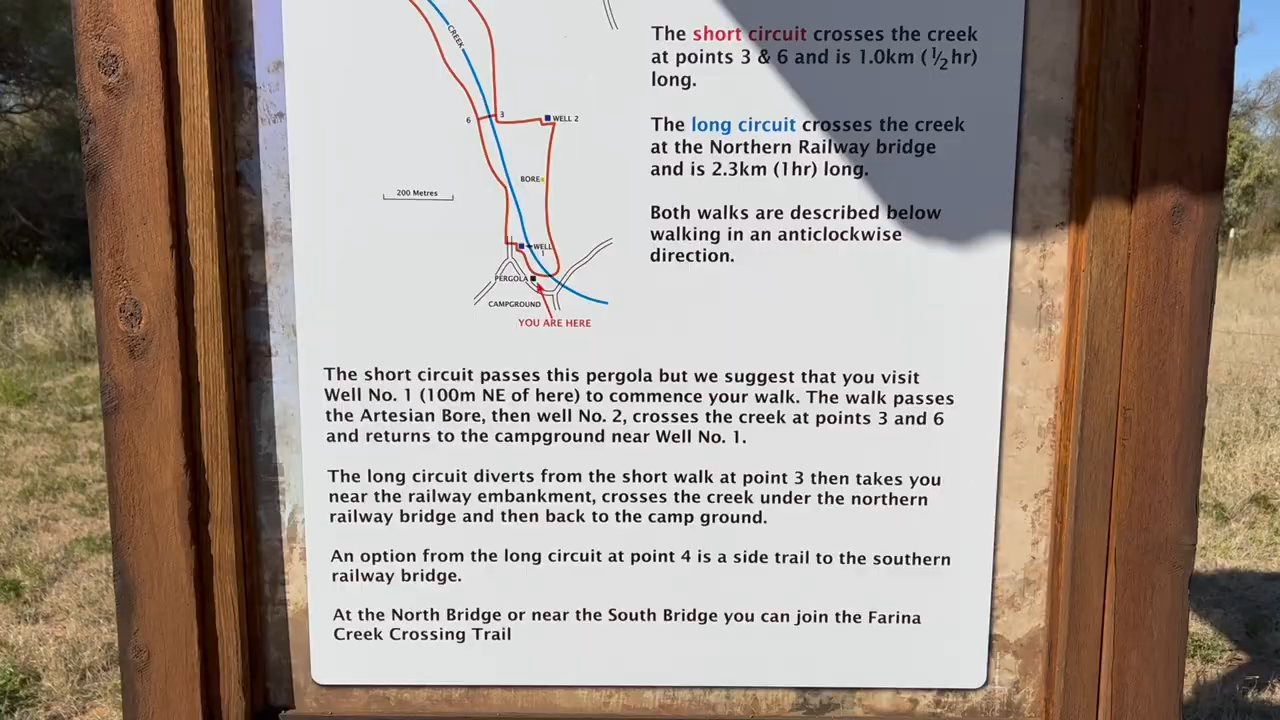 CREEK
6
3
WELL 2
BORE
200 Metres
WELL
1
PERGOLA
CAMPGROUND
YOU ARE HERE
The short circuit crosses the creek
at points 3 & 6 and is 1.0km (½hr)
long.
The long circuit crosses the creek
at the Northern Railway bridge
and is 2.3km (1hr) long.
Both walks are described below
walking in an anticlockwise
direction.
The short circuit passes this pergola but we suggest that you visit
Well No. 1 (100m NE of here) to commence your walk. The walk passes
the Artesian Bore, then well No. 2, crosses the creek at points 3 and 6
and returns to the campground near Well No. 1.
The long circuit diverts from the short walk at point 3 then takes you
near the railway embankment, crosses the creek under the northern
railway bridge and then back to the camp ground.
An option from the long circuit at point 4 is a side trail to the southern
railway bridge.
At the North Bridge or near the South Bridge you can join the Farina
Creek Crossing Trail